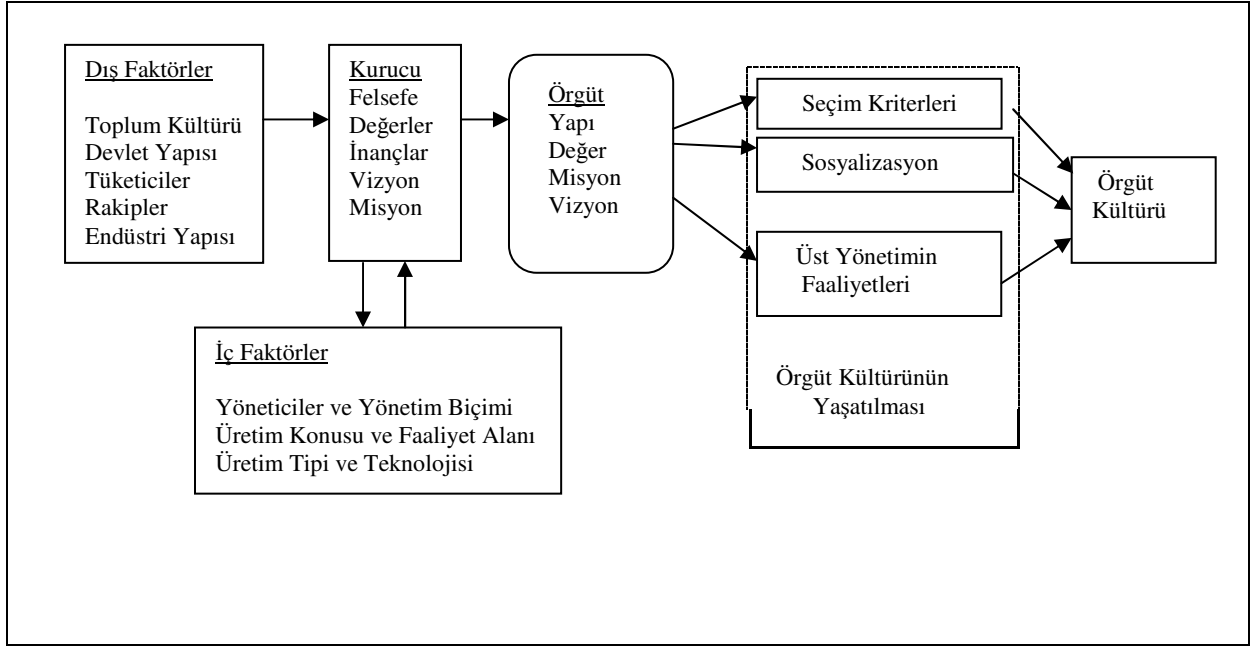 Dış Faktörler
Toplum Kültürü
Devlet Yapısı
Tüketiciler
Rakipler
Endüstri Yapısı
Kurucu
Felsefe
Değerler
İnançlar
Vizyon
Misyon
İç Faktörler
Yöneticiler ve Yönetim Biçimi
Üretim Konusu ve Faaliyet Alanı
Üretim Tipi ve Teknolojisi
Örgüt
Yapı
Değer
Misyon
Vizyon
Seçim Kriterleri
Sosyalizasyon
Üst Yönetimin
Faaliyetleri
Örgüt Kültürünün
Yaşatılması
Örgüt
Kültürü